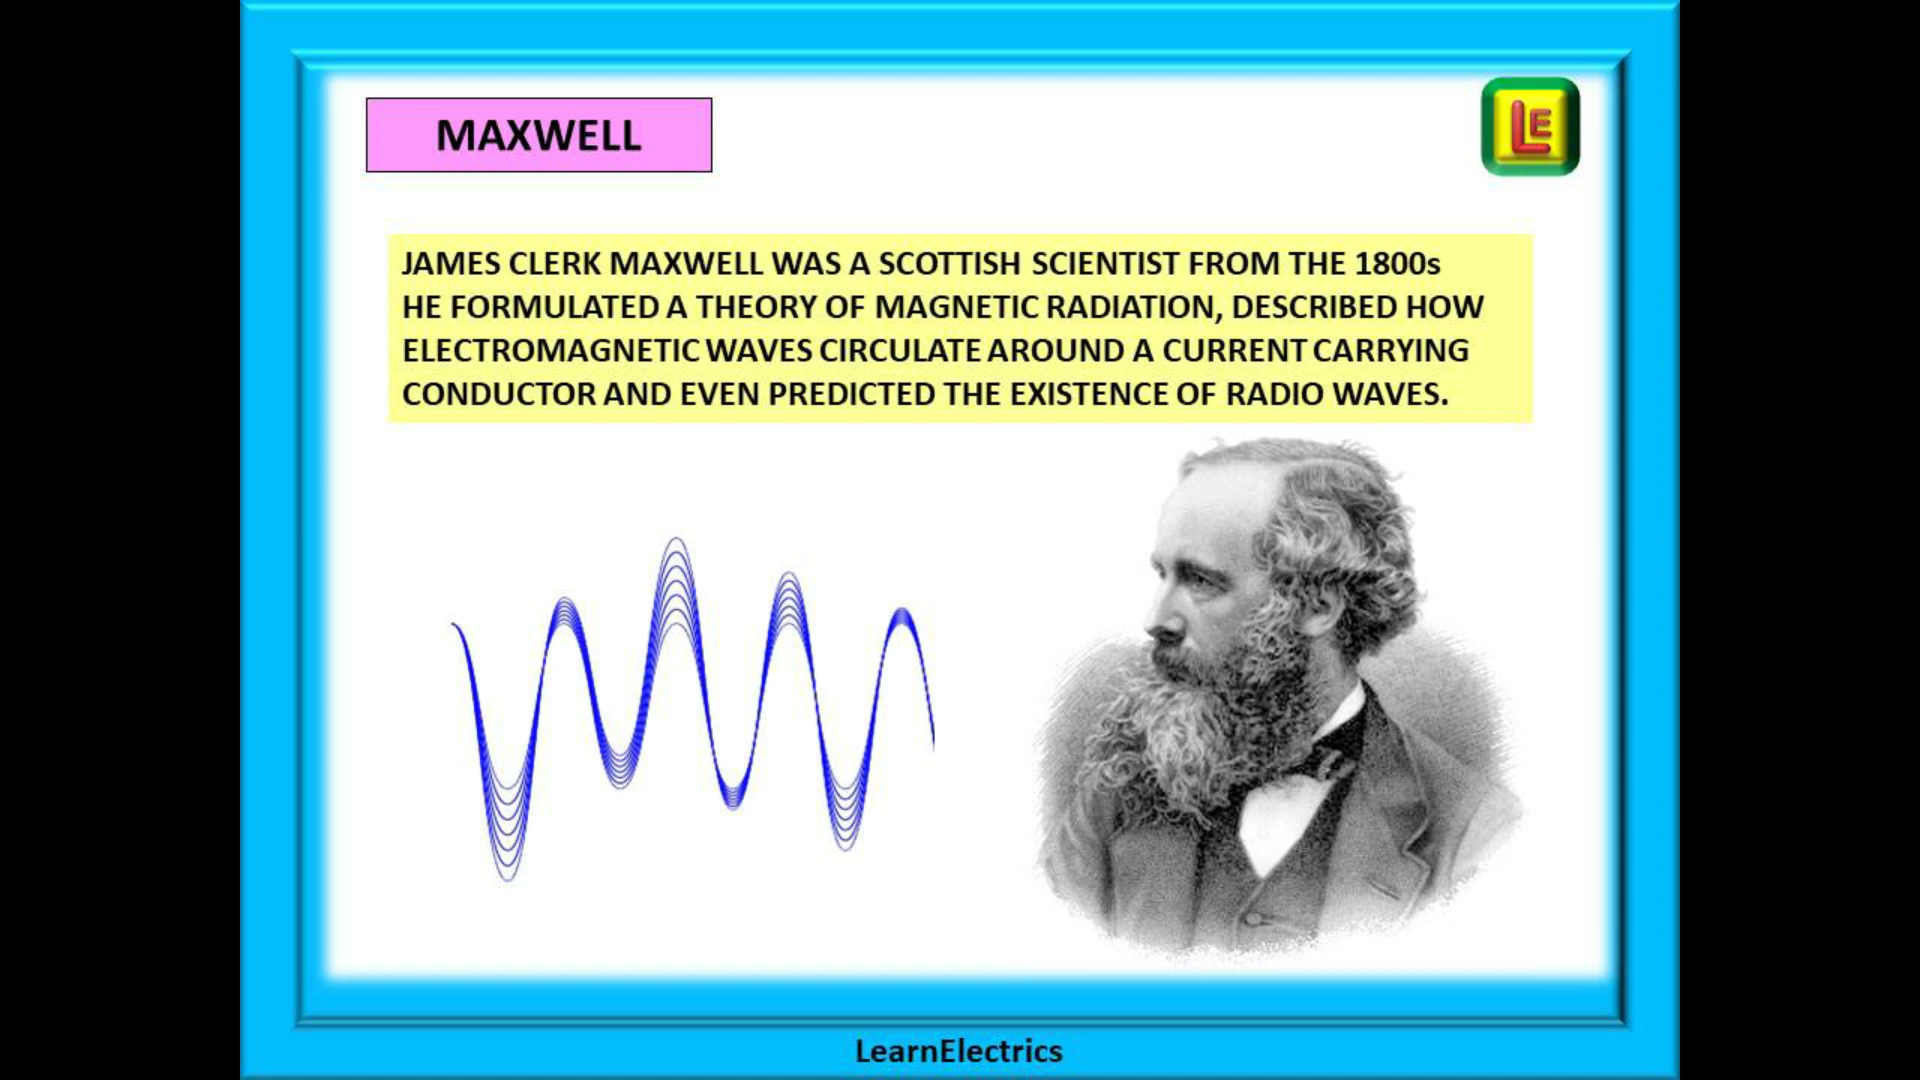 MAXWELL
LE
JAMES CLERK MAXWELL WAS A SCOTTISH SCIENTIST FROM THE 1800s
HE FORMULATED A THEORY OF MAGNETIC RADIATION, DESCRIBED HOW
ELECTROMAGNETIC WAVES CIRCULATE AROUND A CURRENT CARRYING
CONDUCTOR AND EVEN PREDICTED THE EXISTENCE OF RADIO WAVES.
LearnElectrics